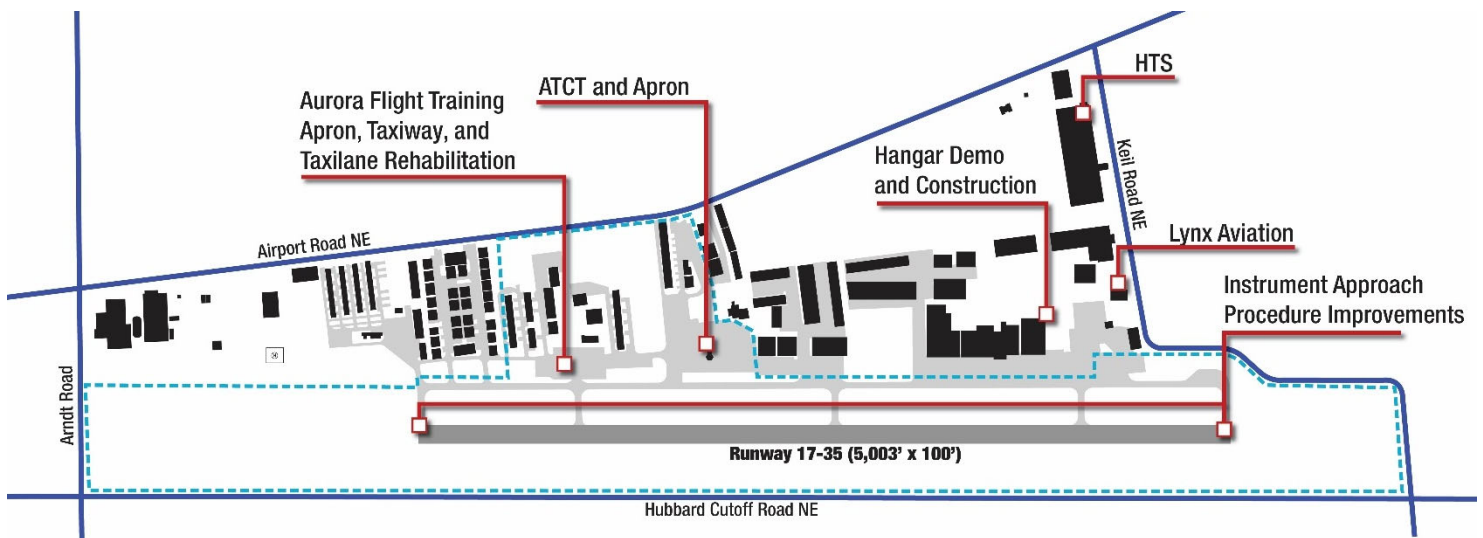 HTS
ATCT and Apron
Aurora Flight Training
Apron, Taxiway, and
Taxilane Rehabilitation
Hangar Demo
and Construction
Keil Road NE
Airport Road NE
Lynx Aviation
Instrument Approach
Procedure Improvements
H
Arndt Road
Runway 17-35 (5,003' x 100')
Hubbard Cutoff Road NE